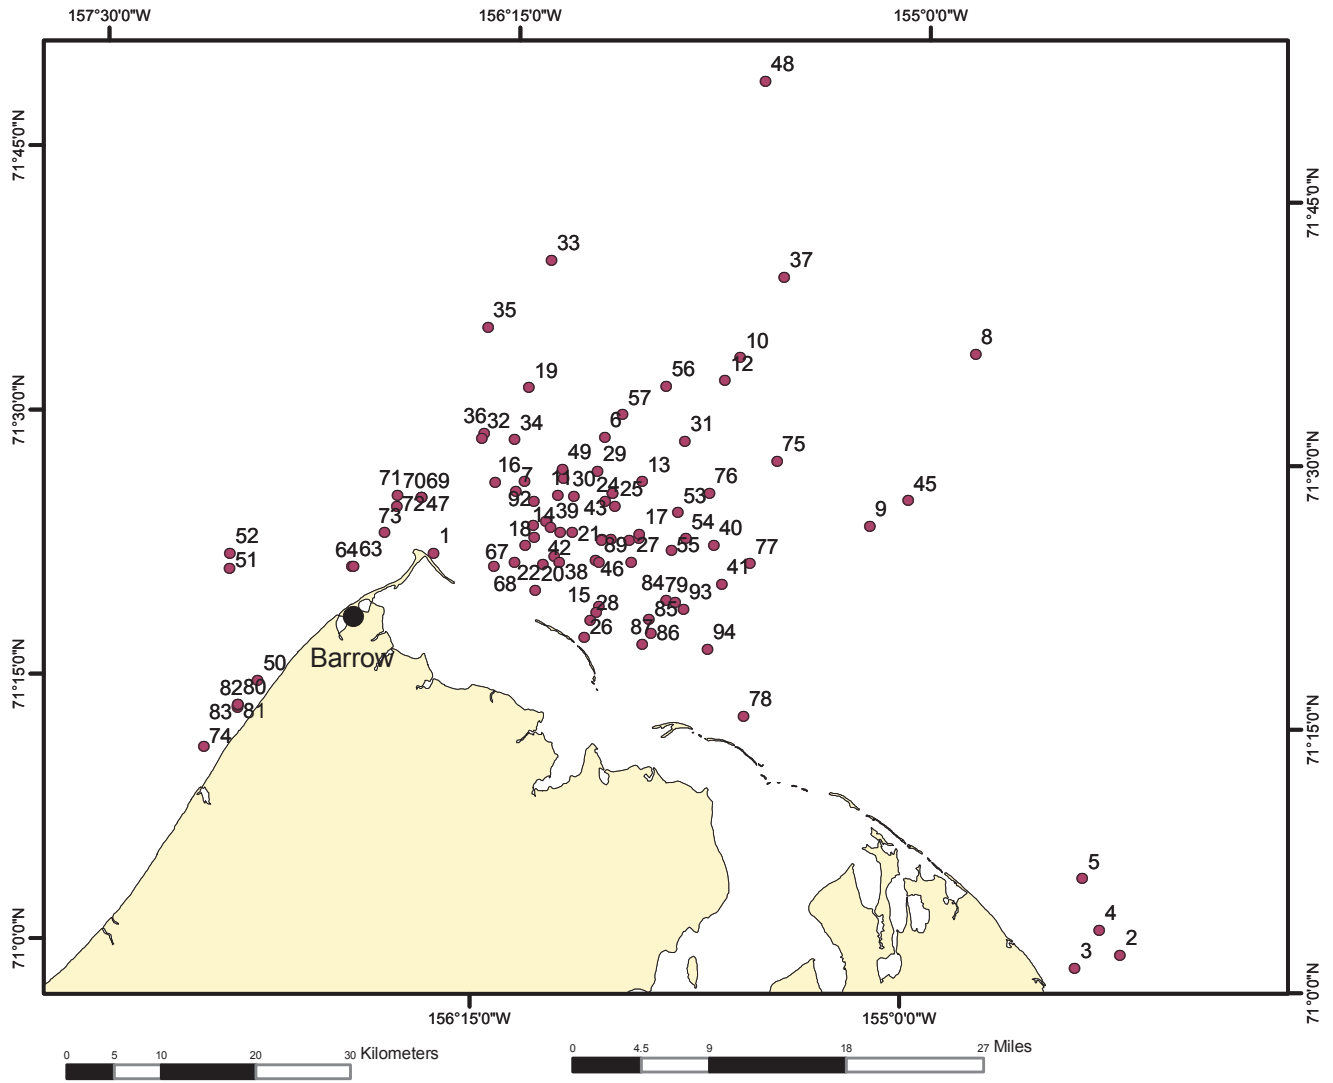 157°30'0"W 156°15'0"W 155°0'0"W
48
71°45'0"N
71°45'0"N
33
37
35
8
10
12
56
19
57
71°30'0"N
36 32 34 6
31
75
71°30'0"N
49 29
16 7 13
76
71 70 69 11 30 24 25
45
72 47 92 43 53
73 39 17 9
52 1 14 18 21 54 40
51 64 63 67 42 89 27 55 77
68 22 20 38 46 41
15 28 84 79 93
85
26 87 86
94
Barrow
50
71°15'0"N
82 80
83 81
78
74
71°15'0"N
5
4
71°0'0"N
3 2
71°0'0"N
156°15'0"W 155°0'0"W
0 5 10 20 30 Kilometers
0 4.5 9 18 27 Miles